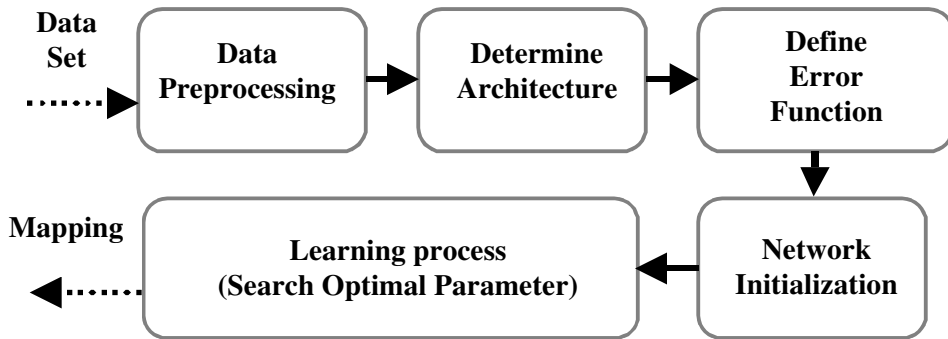 Data
Set
Data
Preprocessing
Determine
Architecture
Define
Error
Function
Network
Initialization
Learning process
(Search Optimal Parameter)
Mapping